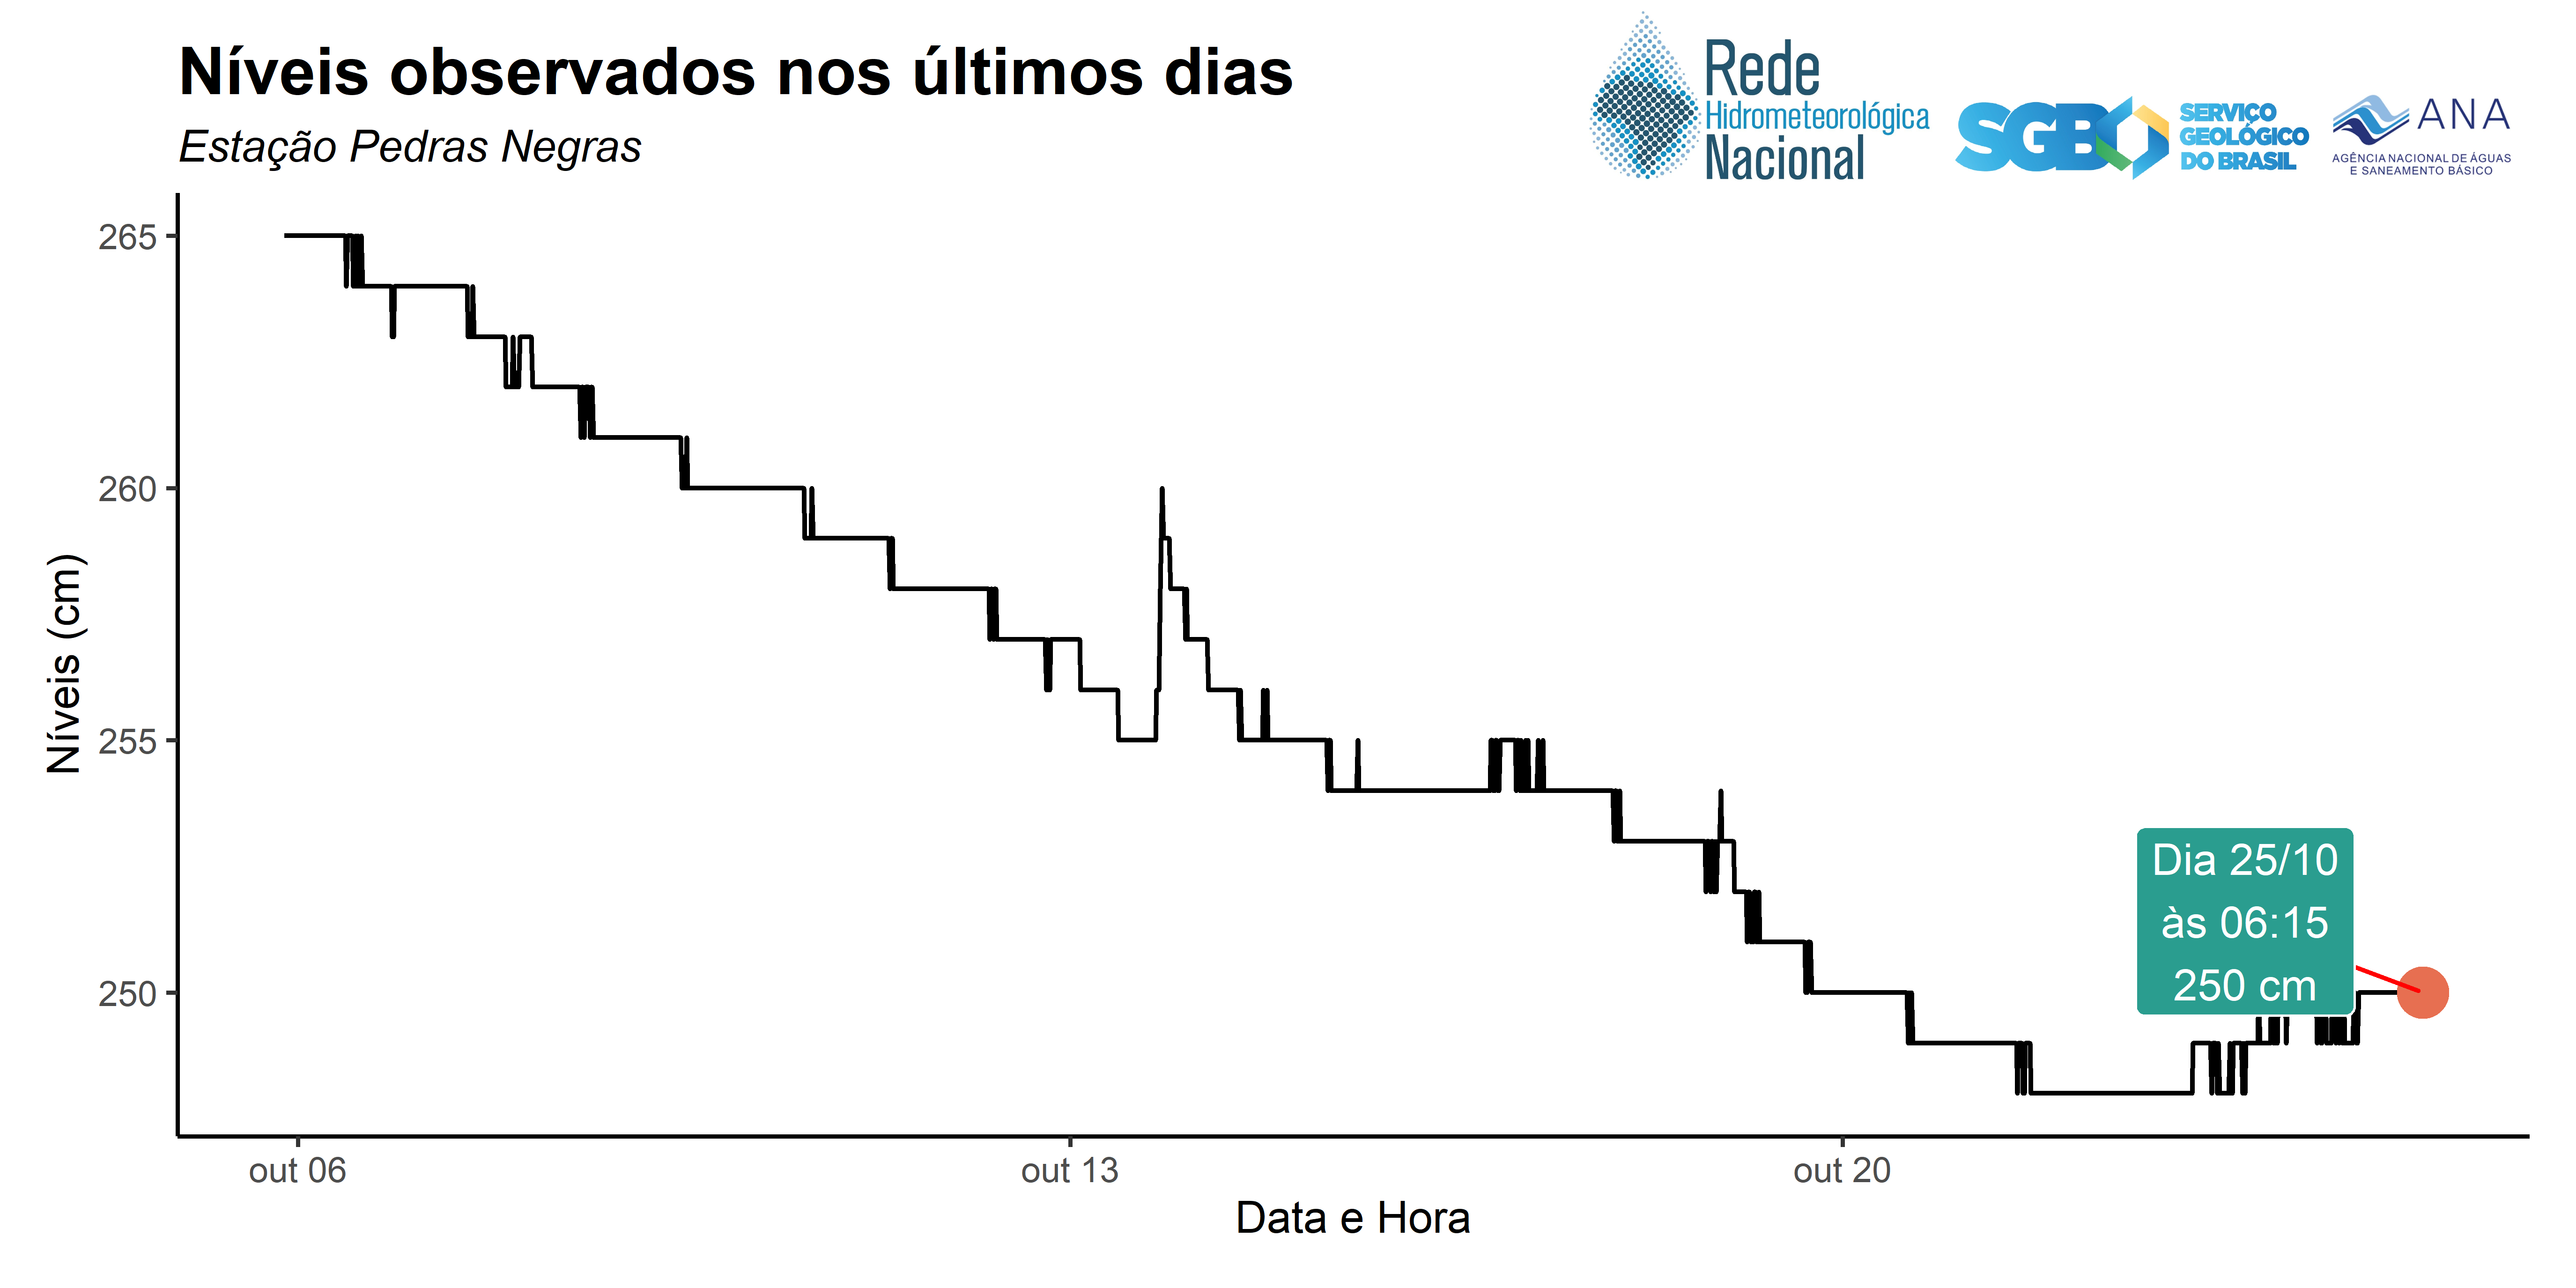 Níveis observados nos últimos dias
Estação Pedras Negras
Rede
Hidrometeorológica
Nacional
SGB
SERVIÇO
GEOLÓGICO
DO BRASIL
ANA
AGÊNCIA NACIONAL DE ÁGUAS
E SANEAMENTO BÁSICO
Níveis (cm)
265
260
255
250
Dia 25/10
às 06:15
250 cm
out 06
out 13
out 20
Data e Hora